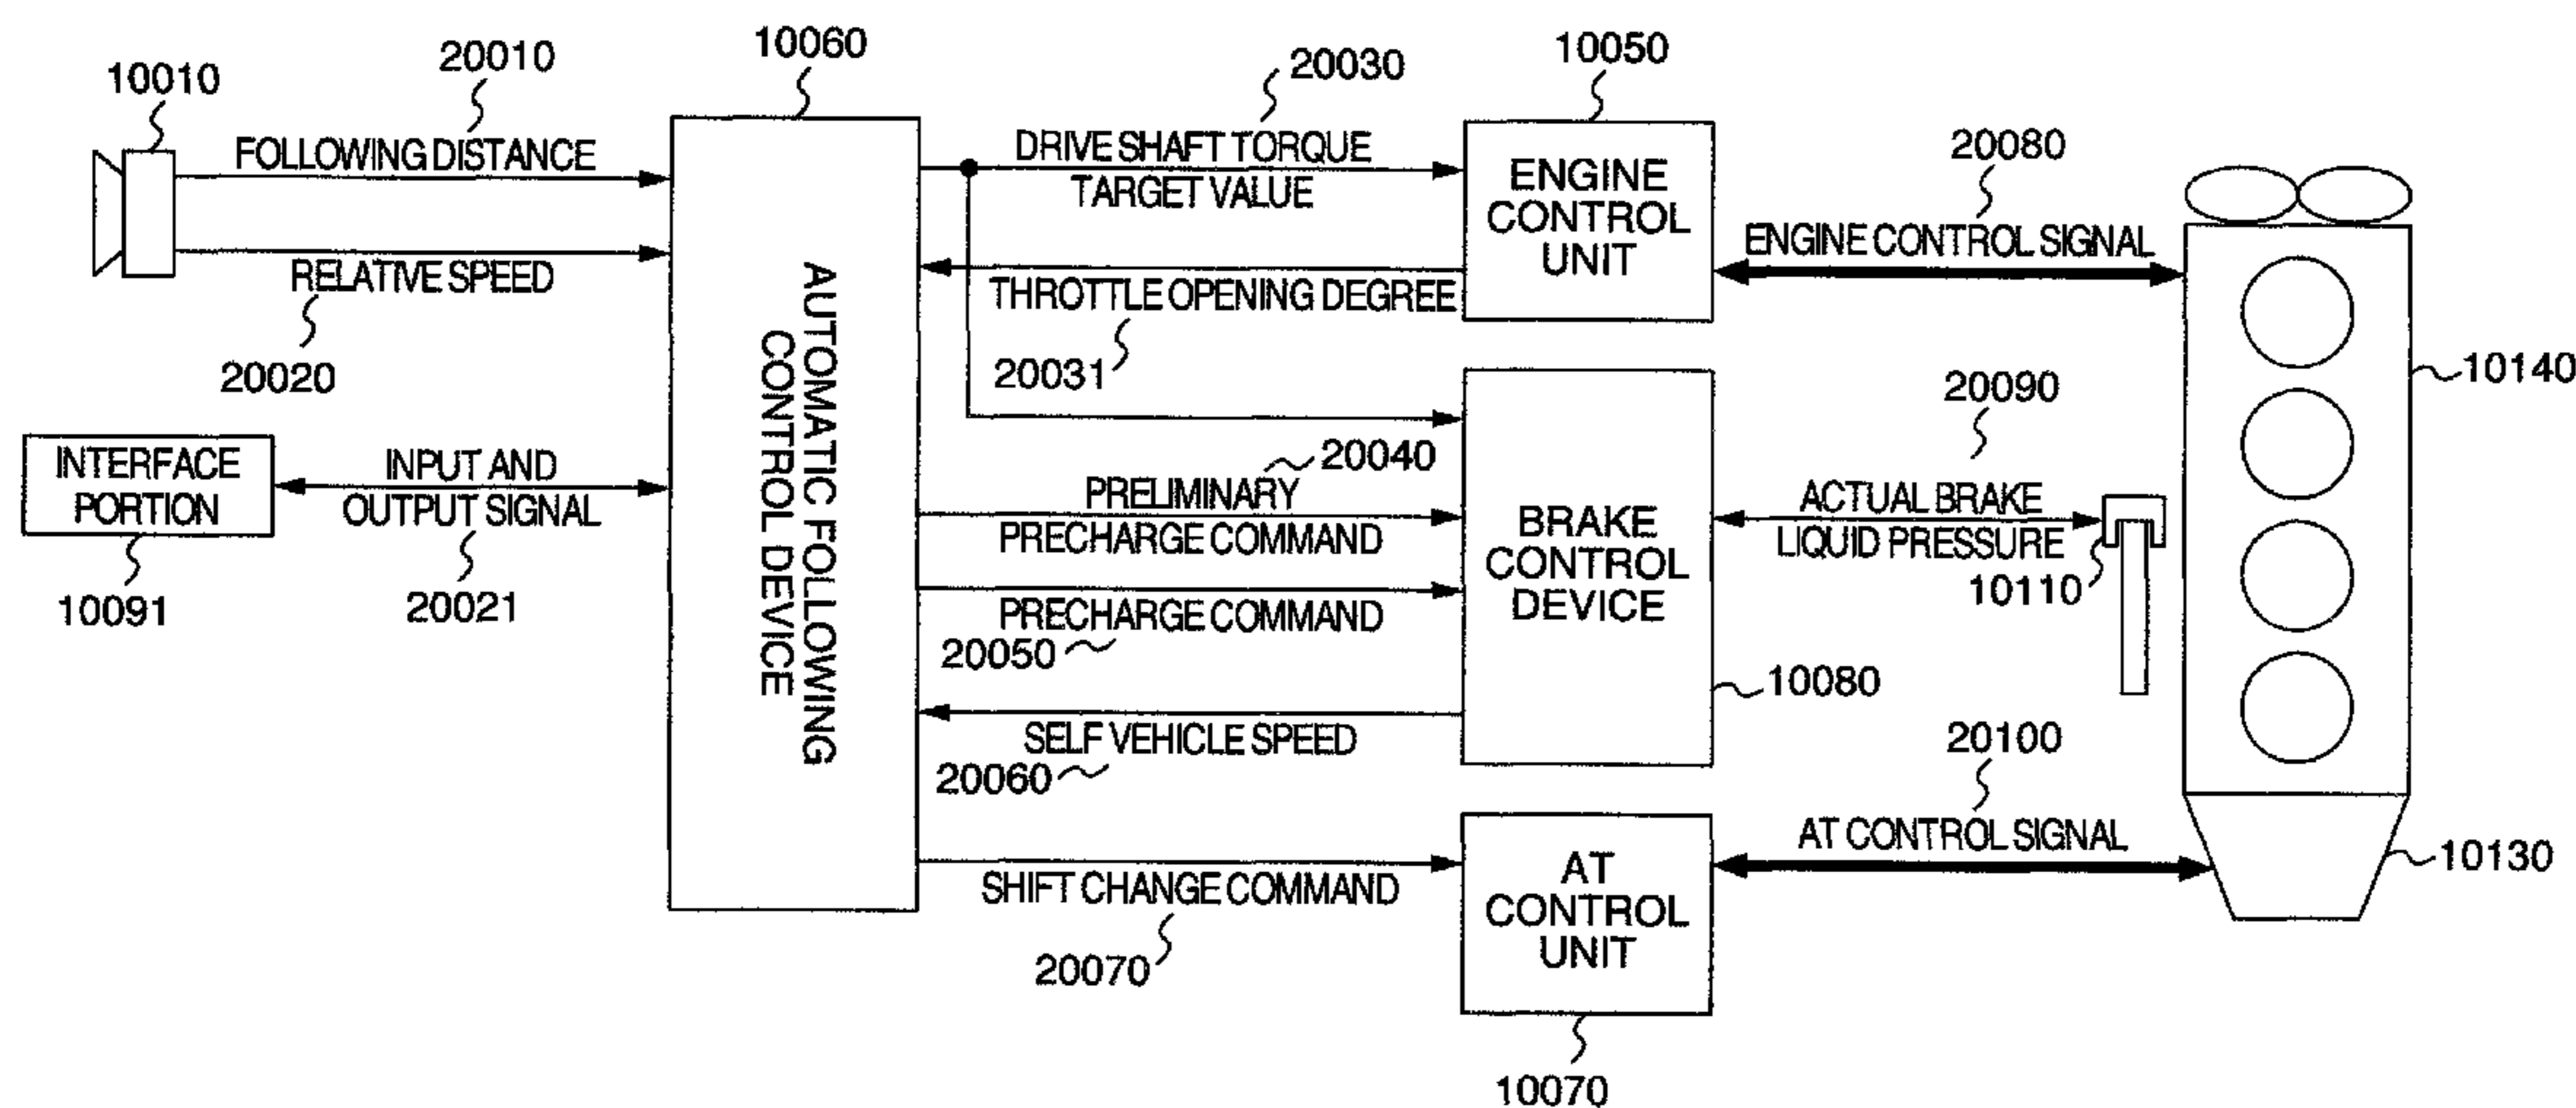 10060
10050
20010
20030
10010
20080
FOLLOWING DISTANCE
DRIVE SHAFT TORQUE
TARGET VALUE
ENGINE
CONTROL
UNIT
ENGINE CONTROL SIGNAL
RELATIVE SPEED
THROTTLE OPENING DEGREE
20020
20031
10140
20090
AUTOMATIC FOLLOWING
CONTROL DEVICE
INTERFACE
PORTION
INPUT AND
OUTPUT SIGNAL
20040
PRELIMINARY
PRECHARGE COMMAND
BRAKE
CONTROL
DEVICE
ACTUAL BRAKE
LIQUID PRESSURE
10110
10091
20021
PRECHARGE COMMAND
20050
10080
SELF VEHICLE SPEED
20060
20100
AT CONTROL SIGNAL
10130
SHIFT CHANGE COMMAND
AT
CONTROL
UNIT
20070
10070